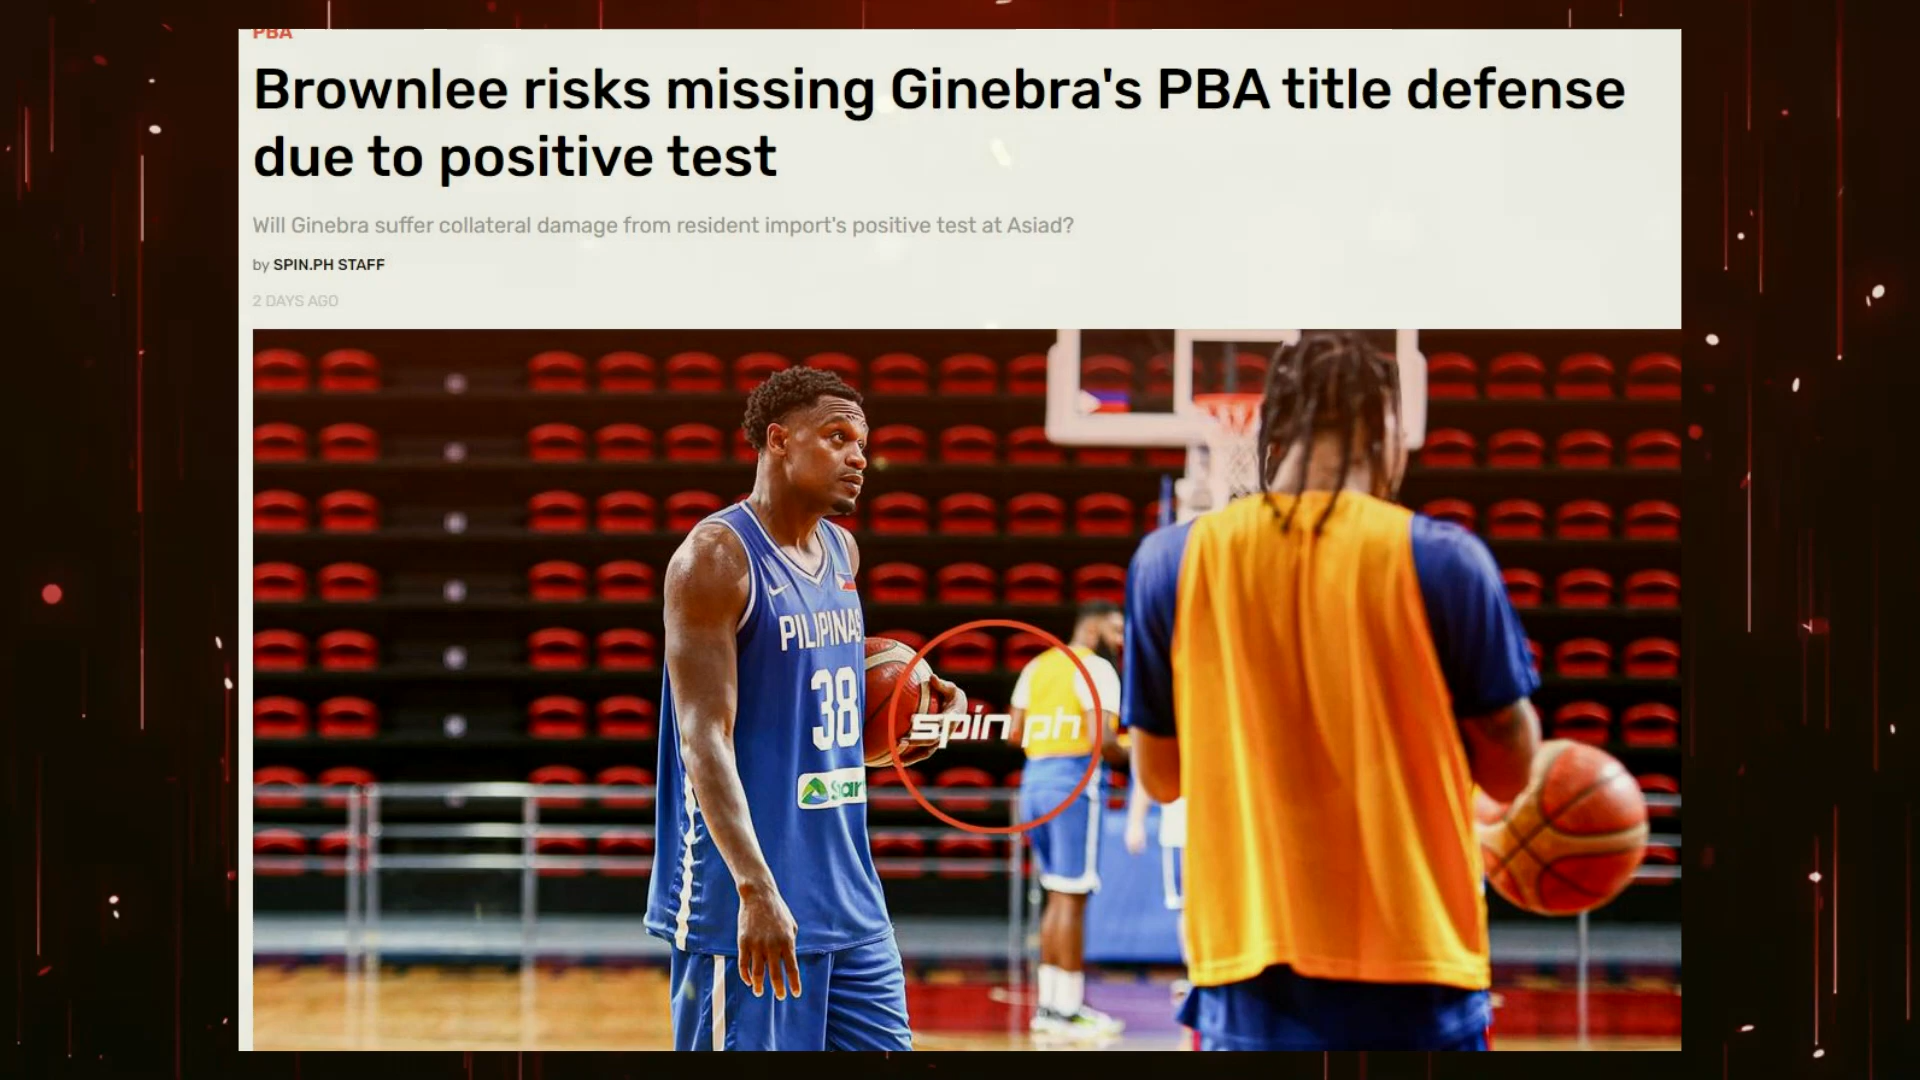 PBA
Brownlee risks missing Ginebra's PBA title defense
due to positive test
Will Ginebra suffer collateral damage from resident import's positive test at Asiad?
by SPIN.PH STAFF
2 DAYS AGO
PILIPINAS
38
spin ph